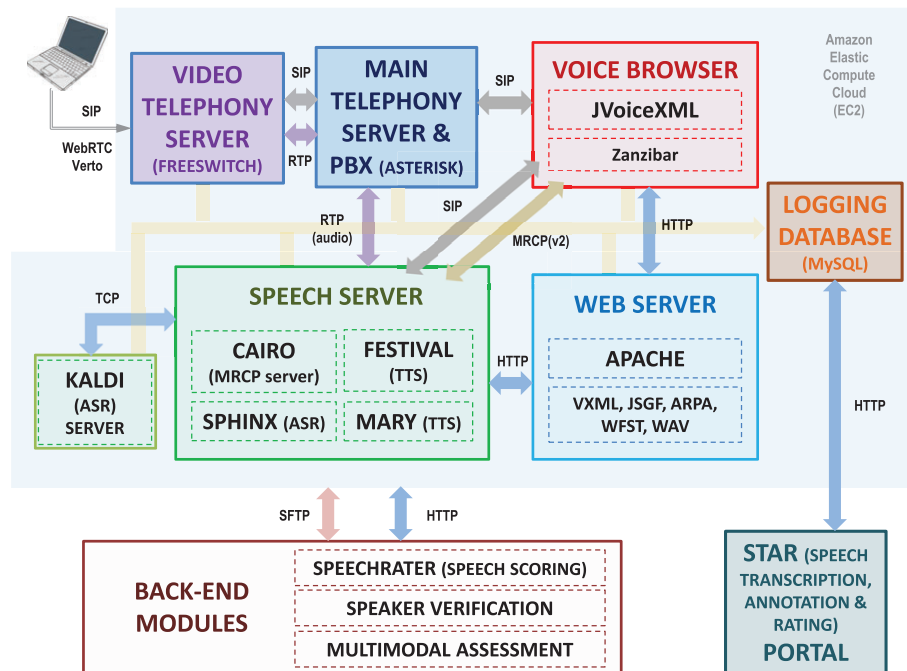 SIP
WebRTC
Verto
VIDEO
TELEPHONY
SERVER
(FREESWITCH)
SIP
RTP
MAIN
TELEPHONY
SERVER &
PBX (ASTERISK)
SIP
VOICE BROWSER
JVoiceXML
Zanzibar
Amazon
Elastic
Compute
Cloud
(EC2)
RTP
(audio)
SIP
MRCP(v2)
HTTP
LOGGING
DATABASE
(MySQL)
TCP
KALDI
(ASR)
SERVER
SPEECH SERVER
CAIRO
(MRCP server)
FESTIVAL
(TTS)
SPHINX (ASR)
MARY (TTS)
HTTP
WEB SERVER
APACHE
VXML, JSGF, ARPA,
WFST, WAV
HTTP
SFTP
HTTP
BACK-END
MODULES
SPEECHRATER (SPEECH SCORING)
SPEAKER VERIFICATION
MULTIMODAL ASSESSMENT
STAR (SPEECH
TRANSCRIPTION,
ANNOTATION &
RATING)
PORTAL